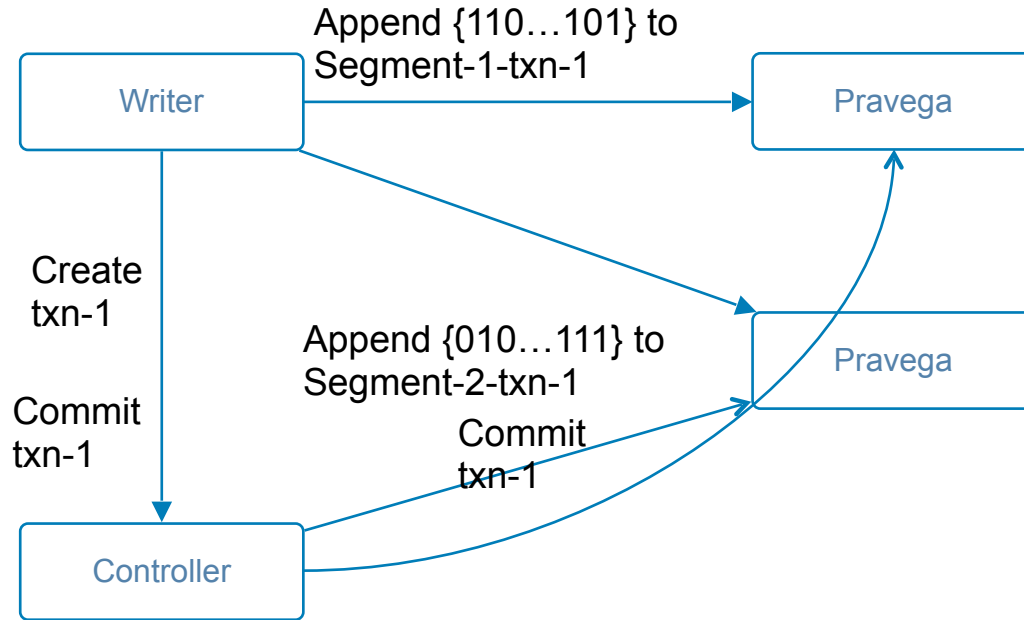 Append {110…101} to
Segment-1-txn-1
Writer
Pravega
Create
txn-1
Append {010…111} to
Segment-2-txn-1
Pravega
Commit
txn-1
Commit
txn-1
Controller